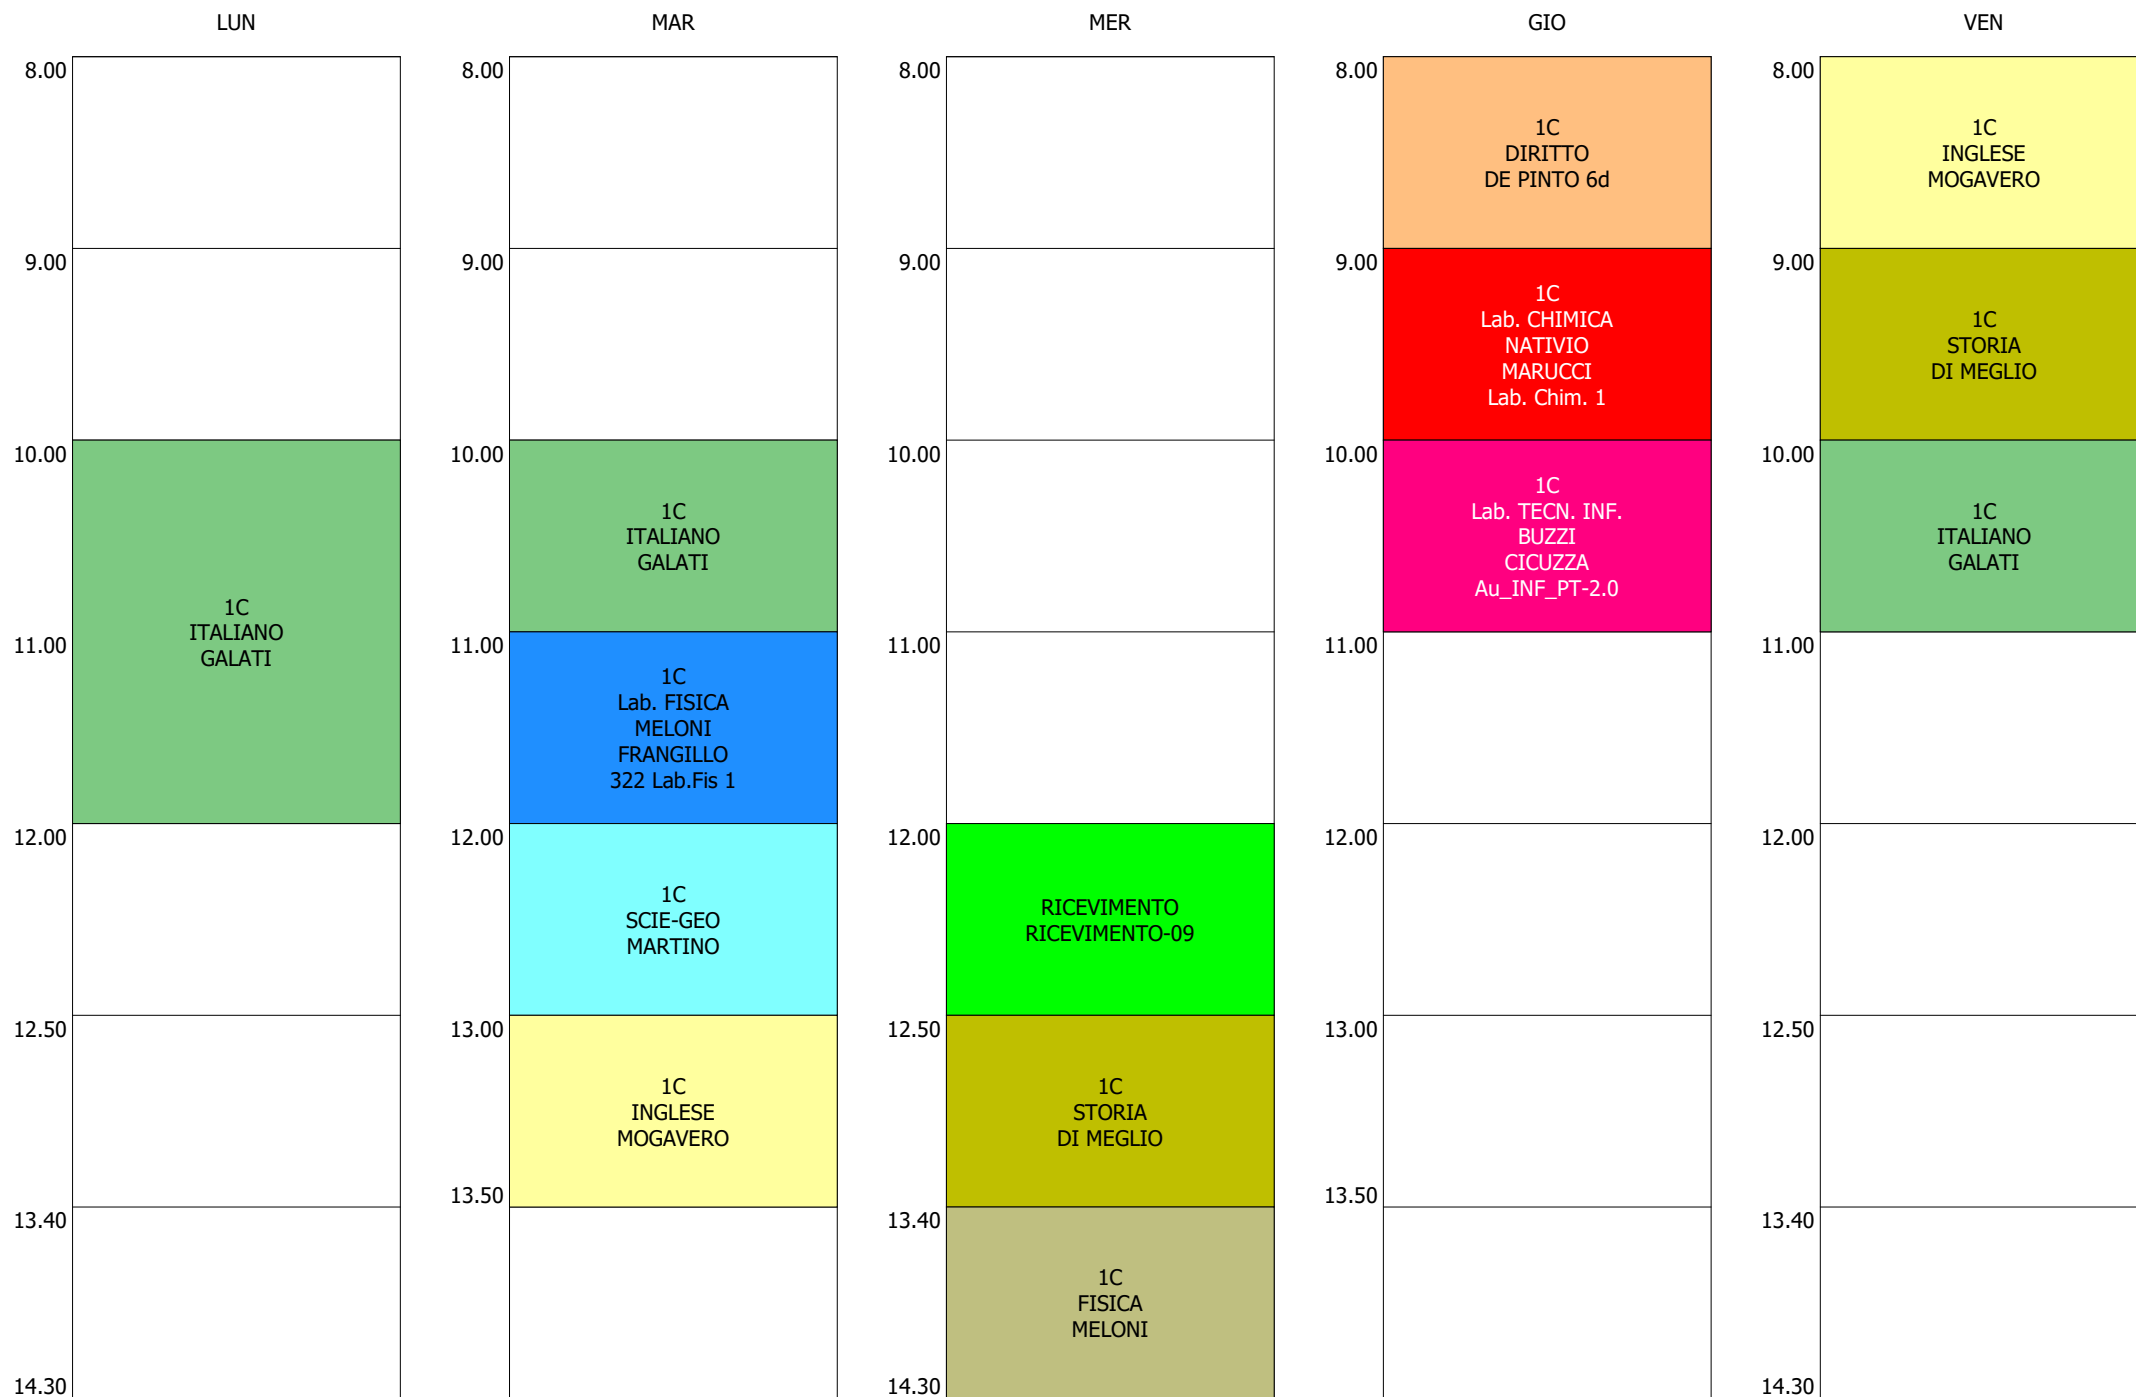 LUN
8.00
9.00
10.00
1C
ITALIANO
GALATI
11.00
12.00
12.50
13.40
14.30
MAR
8.00
9.00
10.00
1C
ITALIANO
GALATI
11.00
1C
Lab. FISICA
MELONI
FRANGILLO
322 Lab.Fis 1
12.00
1C
SCIE-GEO
MARTINO
13.00
1C
INGLESE
MOGAVERO
13.50
MER
8.00
9.00
10.00
11.00
12.00
RICEVIMENTO
RICEVIMENTO-09
12.50
1C
STORIA
DI MEGLIO
13.40
1C
FISICA
MELONI
14.30
GIO
8.00
1C
DIRITTO
DE PINTO 6d
9.00
1C
Lab. CHIMICA
NATIVIO
MARUCCI
Lab. Chim. 1
10.00
1C
Lab. TECN. INF.
BUZZI
CICUZZA
Au_INF_PT-2.0
11.00
12.00
13.00
13.50
VEN
8.00
1C
INGLESE
MOGAVERO
9.00
1C
STORIA
DI MEGLIO
10.00
1C
ITALIANO
GALATI
11.00
12.00
12.50
13.40
14.30